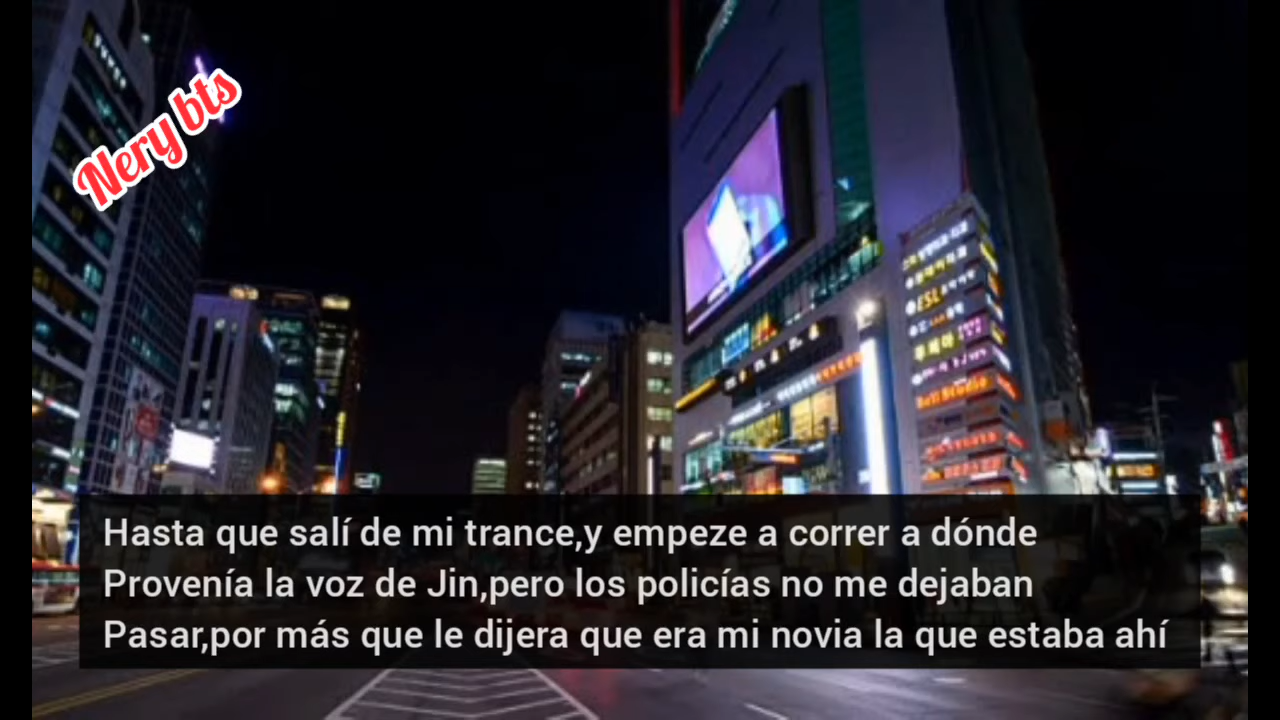 Nery bts
ESL
Hasta que salí de mi trance,y empeze a correr a dónde
Provenía la voz de Jin,pero los policías no me dejaban
Pasar,por más que le dijera que era mi novia la que estaba ahí